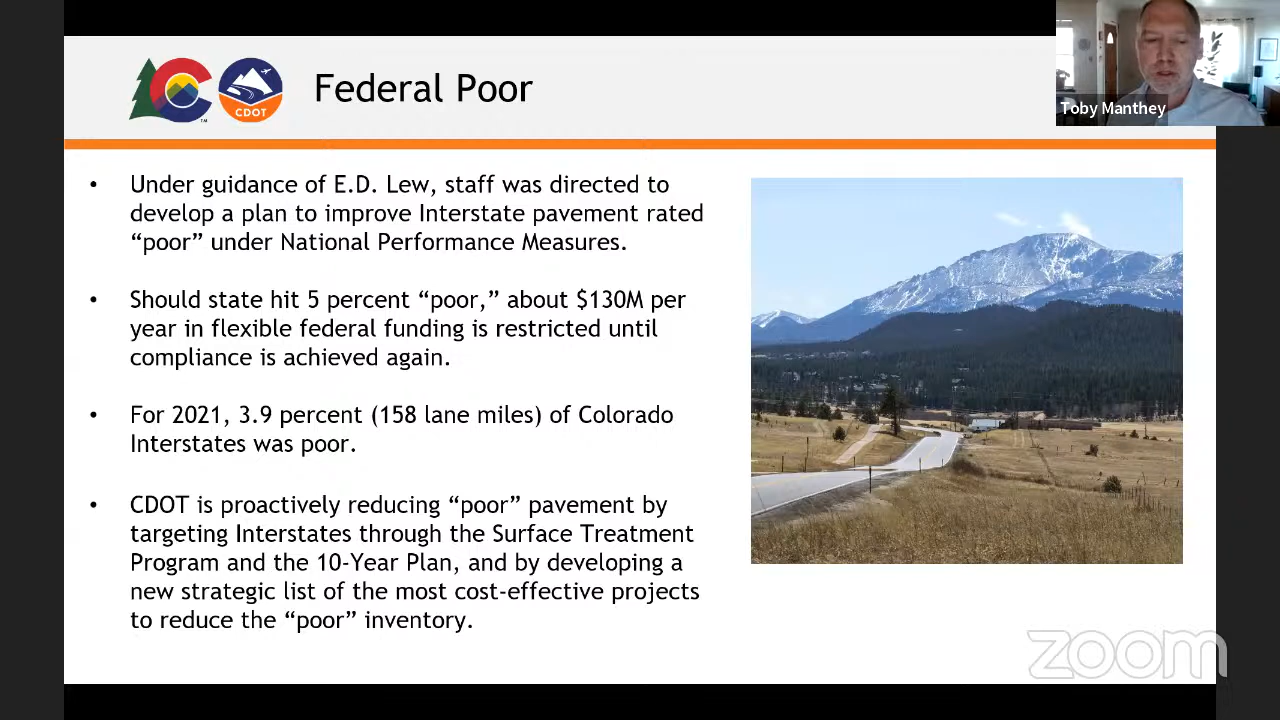 CDOT
TM
Federal Poor
Toby Manthey
• Under guidance of E.D. Lew, staff was directed to
develop a plan to improve Interstate pavement rated
“poor” under National Performance Measures.
• Should state hit 5 percent “poor,” about $130M per
year in flexible federal funding is restricted until
compliance is achieved again.
• For 2021, 3.9 percent (158 lane miles) of Colorado
Interstates was poor.
• CDOT is proactively reducing “poor” pavement by
targeting Interstates through the Surface Treatment
Program and the 10-Year Plan, and by developing a
new strategic list of the most cost-effective projects
to reduce the “poor” inventory.
zoom